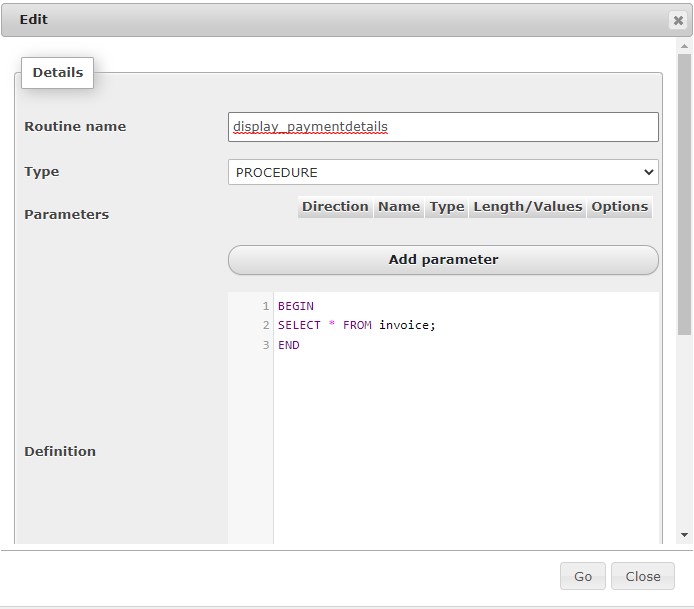 Edit
Details
Routine name display_paymentdetails
Type PROCEDURE
Parameters Direction Name Type Length/Values Options
Add parameter
1 BEGIN
2 SELECT * FROM invoice;
3 END
Definition
Go Close